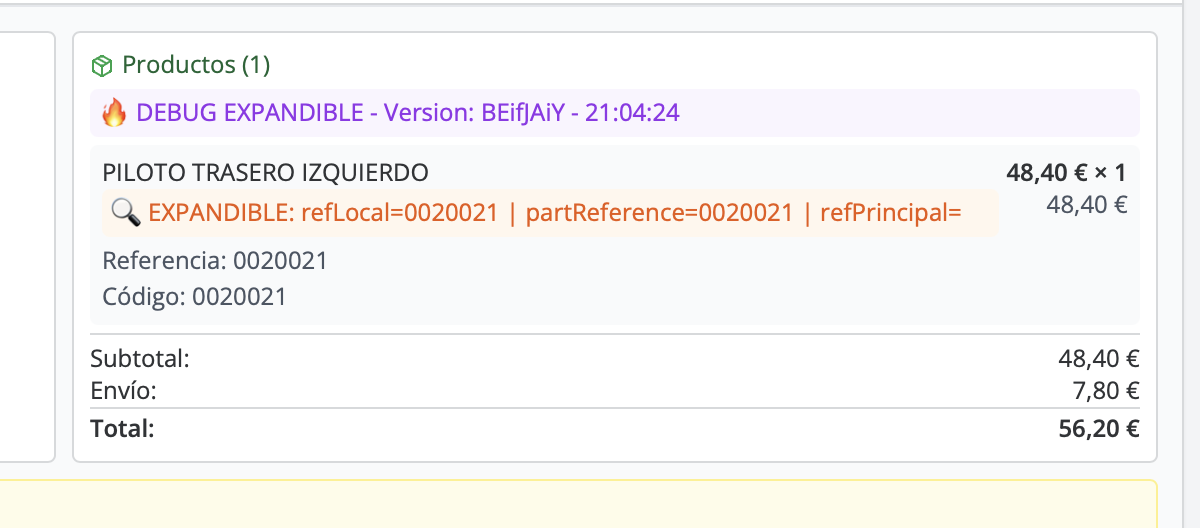 Productos (1)
🔥 DEBUG EXPANDIBLE - Version: BEifJAiY - 21:04:24
PILOTO TRASERO IZQUIERDO 48,40 € × 1
🔍 EXPANDIBLE: refLocal=0020021 | partReference=0020021 | refPrincipal= 48,40 €
Referencia: 0020021
Código: 0020021
Subtotal: 48,40 €
Envío: 7,80 €
Total: 56,20 €